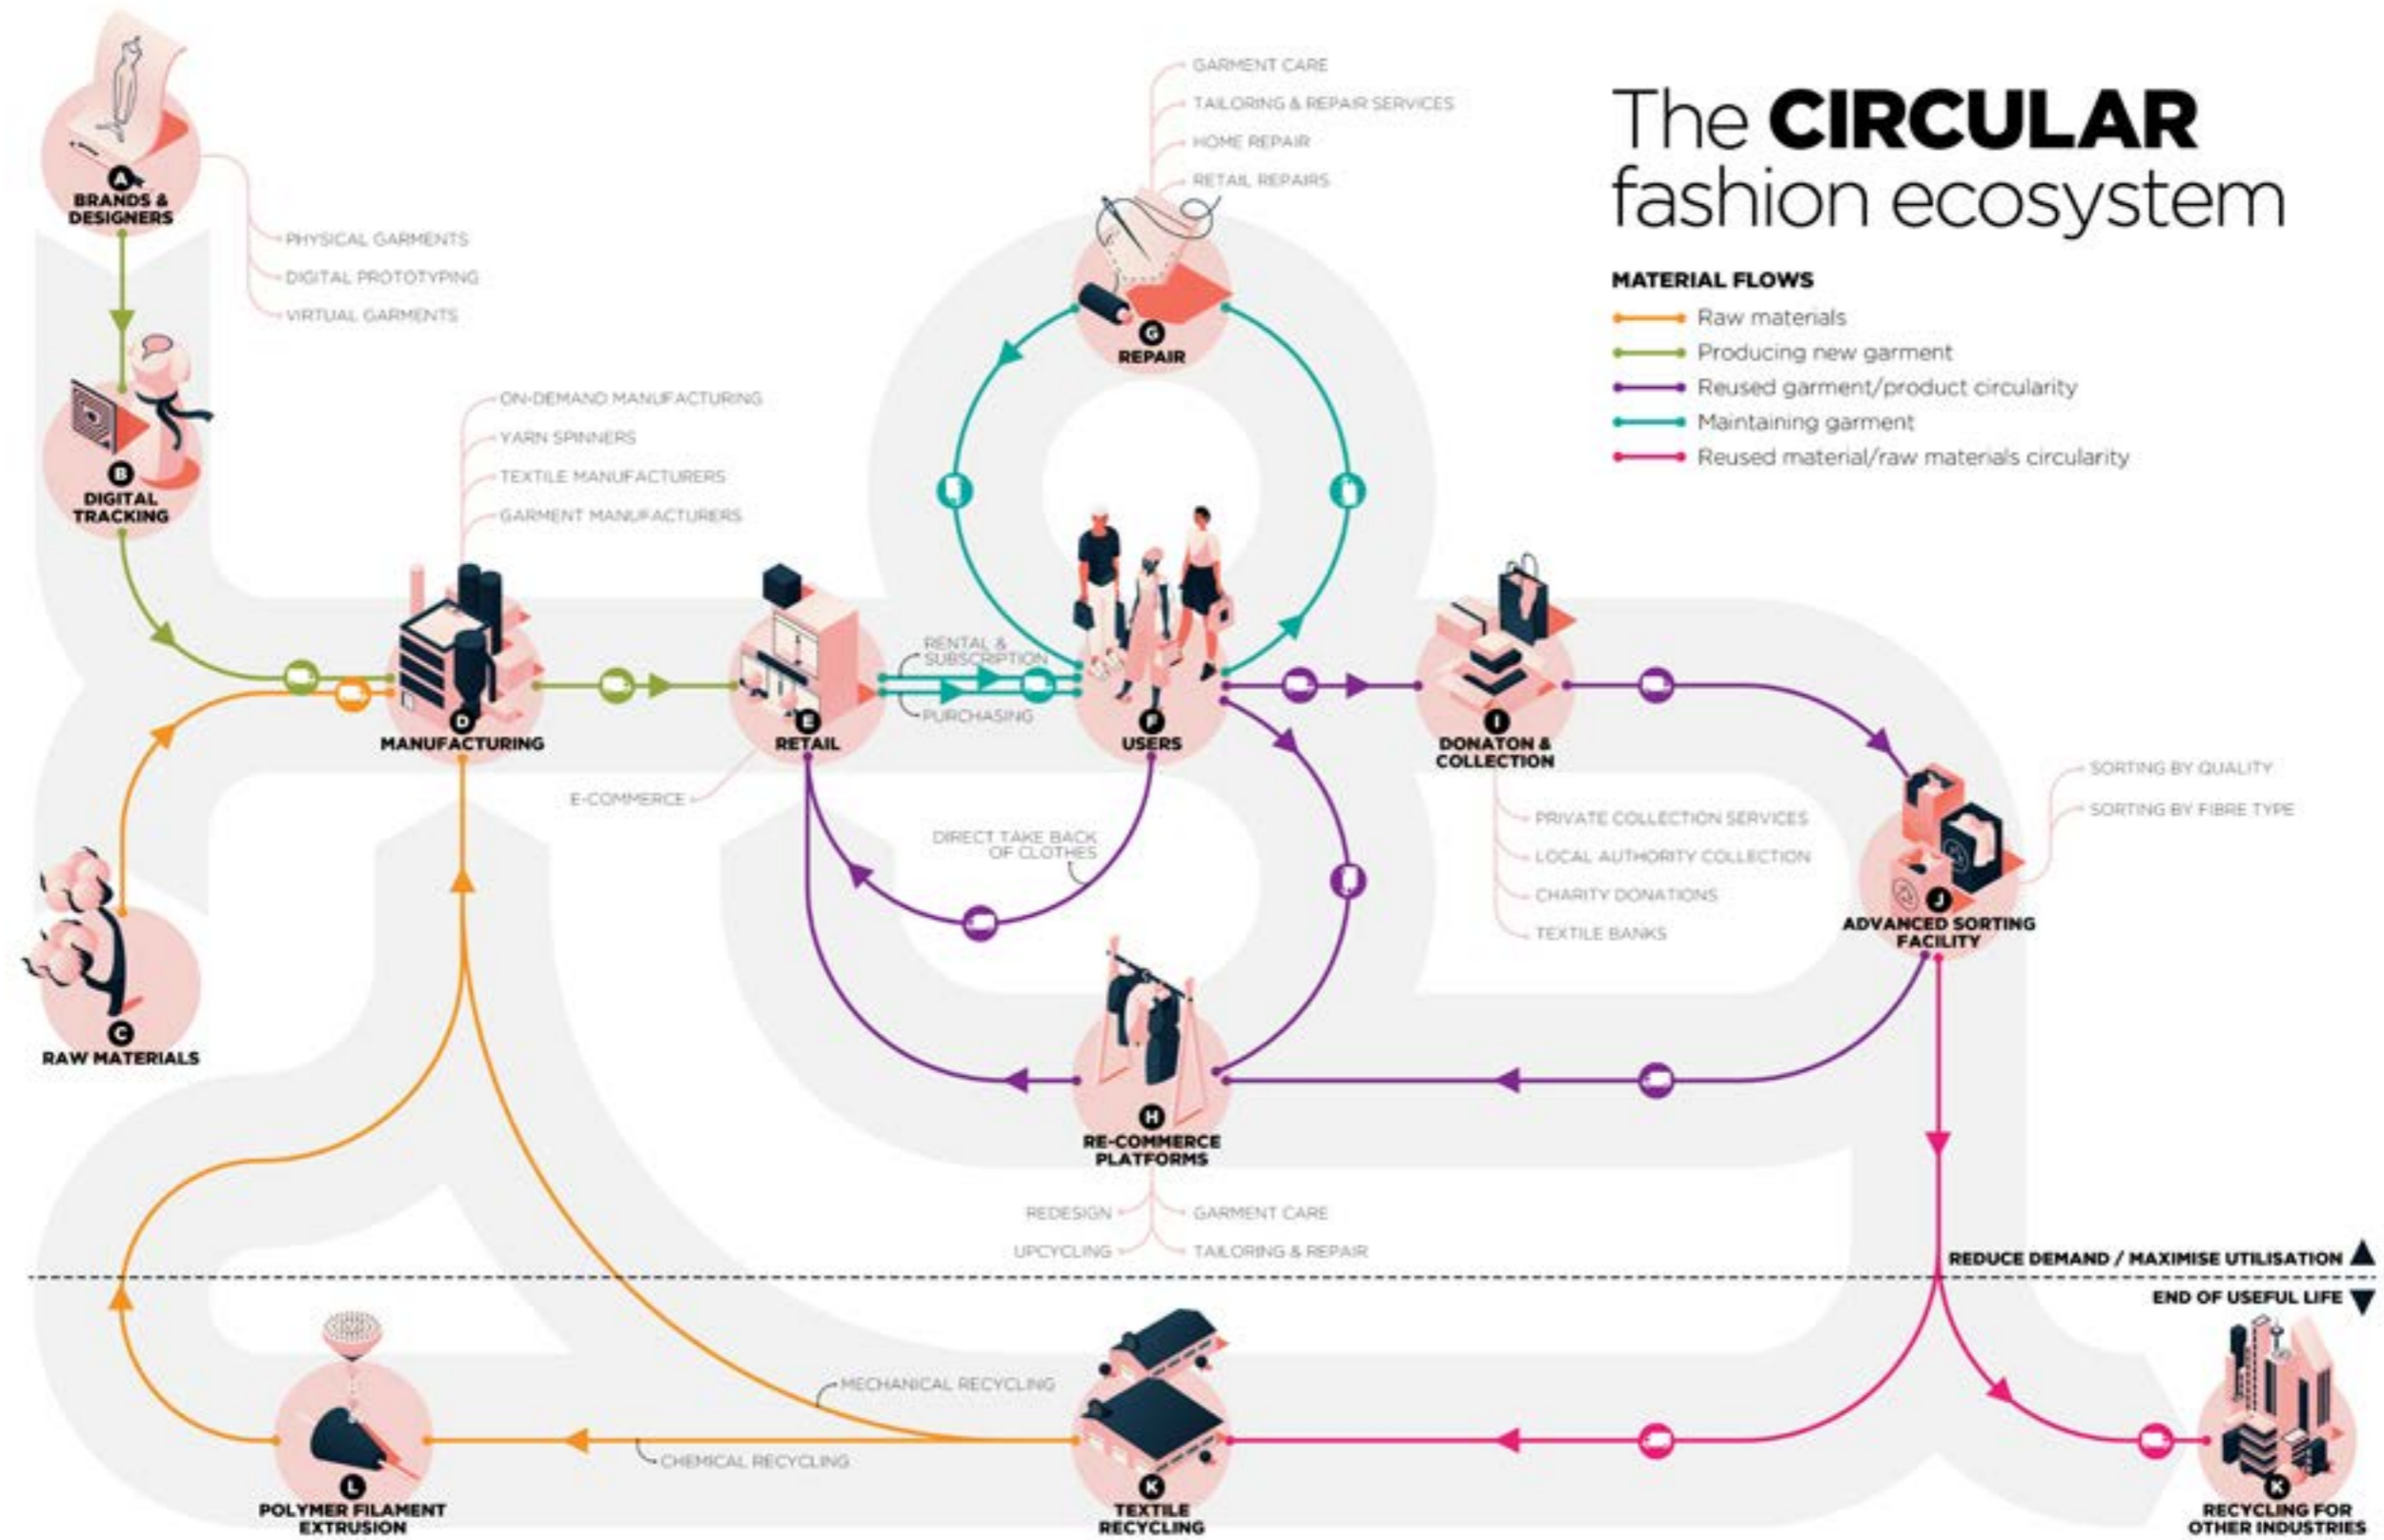 The CIRCULAR
fashion ecosystem
MATERIAL FLOWS
Raw materials
Producing new garment
Reused garment/product circularity
Maintaining garment
Reused material/raw materials circularity
A
BRANDS &
DESIGNERS
PHYSICAL GARMENTS
DIGITAL PROTOTYPING
VIRTUAL GARMENTS
B
DIGITAL
TRACKING
C
RAW MATERIALS
ON-DEMAND MANUFACTURING
YARN SPINNERS
TEXTILE MANUFACTURERS
GARMENT MANUFACTURERS
D
MANUFACTURING
E
RETAIL
E-COMMERCE
RENTAL &
SUBSCRIPTION
PURCHASING
F
USERS
DIRECT TAKE BACK
OF CLOTHES
GARMENT CARE
TAILORING & REPAIR SERVICES
HOME REPAIR
RETAIL REPAIRS
G
REPAIR
H
RE-COMMERCE
PLATFORMS
REDESIGN
UPCYCLING
GARMENT CARE
TAILORING & REPAIR
I
DONATON &
COLLECTION
PRIVATE COLLECTION SERVICES
LOCAL AUTHORITY COLLECTION
CHARITY DONATIONS
TEXTILE BANKS
J
ADVANCED SORTING
FACILITY
SORTING BY QUALITY
SORTING BY FIBRE TYPE
REDUCE DEMAND / MAXIMISE UTILISATION
END OF USEFUL LIFE
K
TEXTILE
RECYCLING
MECHANICAL RECYCLING
CHEMICAL RECYCLING
L
POLYMER FILAMENT
EXTRUSION
K
RECYCLING FOR
OTHER INDUSTRIES